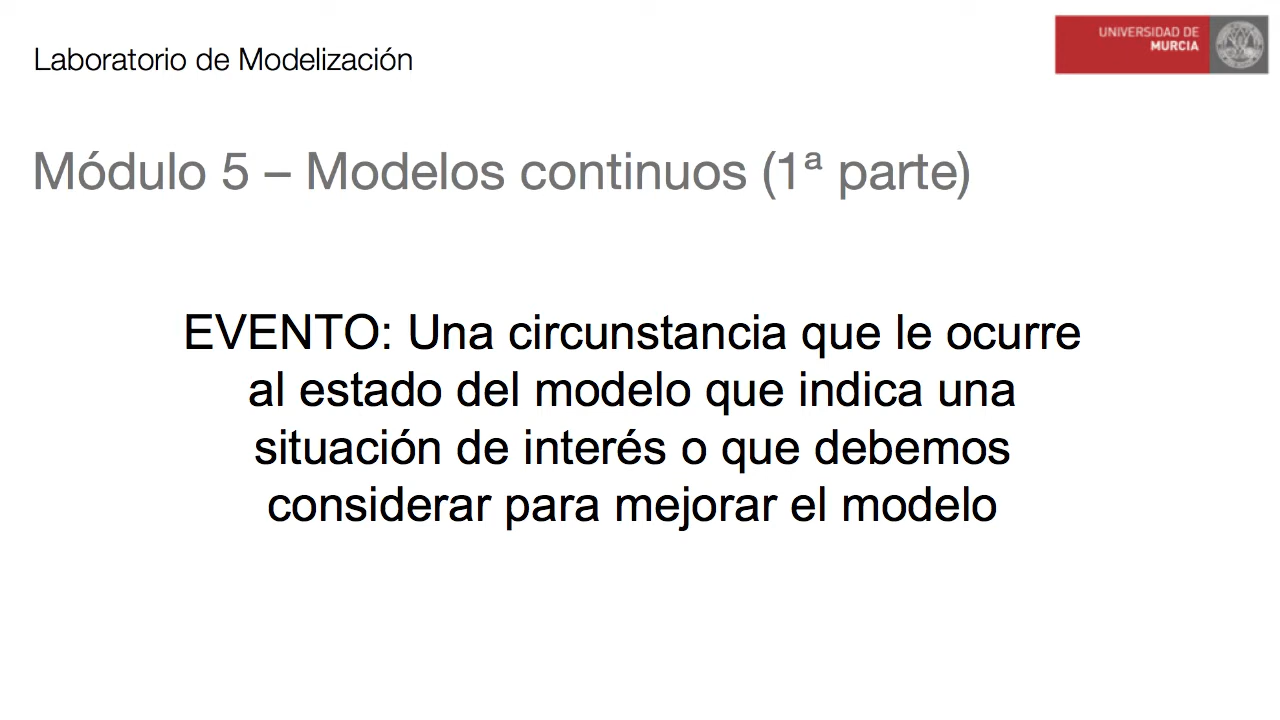 Laboratorio de Modelización
UNIVERSIDAD DE
MURCIA
Módulo 5 – Modelos continuos (1ª parte)
EVENTO: Una circunstancia que le ocurre
al estado del modelo que indica una
situación de interés o que debemos
considerar para mejorar el modelo